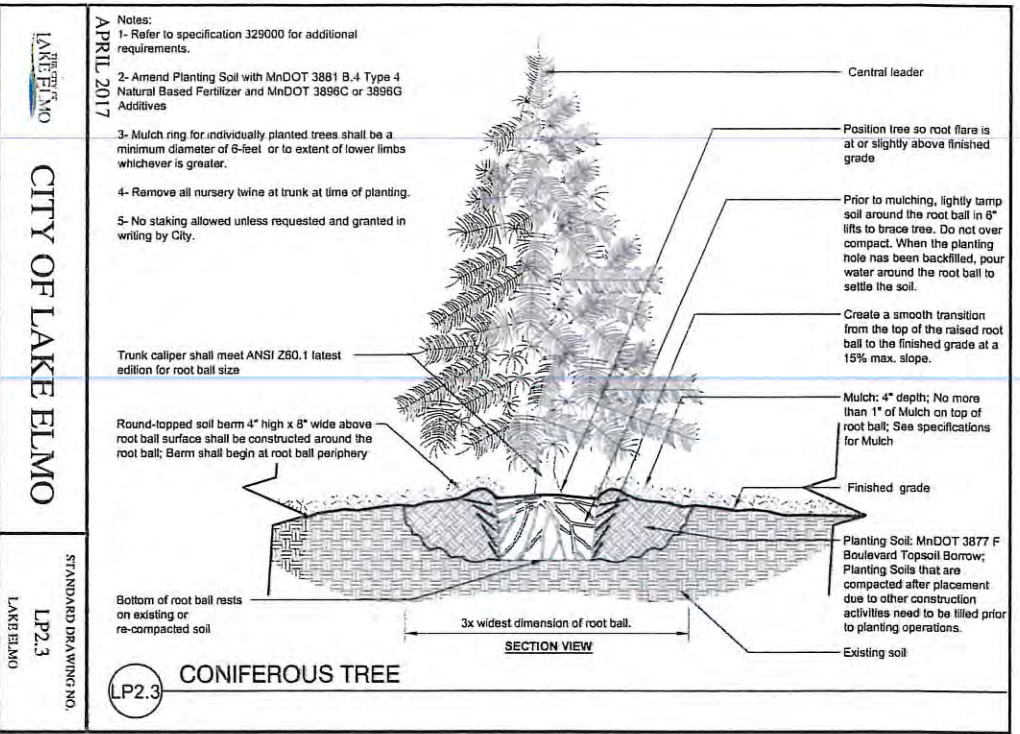 Notes:
1- Refer to specification 329000 for additional
requirements.
2- Amend Planting Soil with MnDOT 3881 B.4 Type 4
Natural Based Fertilizer and MnDOT 3896C or 3896G
Additives
3- Mulch ring for individually planted trees shall be a
minimum diameter of 6-feet or to extent of lower limbs
whichever is greater.
4- Remove all nursery twine at trunk at time of planting.
5- No staking allowed unless requested and granted in
writing by City.
Trunk caliper shall meet ANSI Z60.1 latest
edition for root ball size
Round-topped soil berm 4" high x 8" wide above
root ball surface shall be constructed around the
root ball; Berm shall begin at root ball periphery
Bottom of root ball rests
on existing or
re-compacted soil
Central leader
Position tree so root flare is
at or slightly above finished
grade
Prior to mulching, lightly tamp
soil around the root ball in 6"
lifts to brace tree. Do not over
compact. When the planting
hole has been backfilled, pour
water around the root ball to
settle the soil.
Create a smooth transition
from the top of the raised root
ball to the finished grade at a
15% max. slope.
Mulch: 4" depth; No more
than 1" of Mulch on top of
root ball; See specifications
for Mulch
Finished grade
Planting Soil: MnDOT 3877 F
Boulevard Topsoil Borrow;
Planting Soils that are
compacted after placement
due to other construction
activities need to be tilled prior
to planting operations.
Existing soil
3x widest dimension of root ball.
SECTION VIEW
LP2.3
CONIFEROUS TREE
APRIL 2017
THE CITY OF
LAKE ELMO
CITY OF LAKE ELMO
STANDARD DRAWING NO.
LP2.3
LAKE ELMO